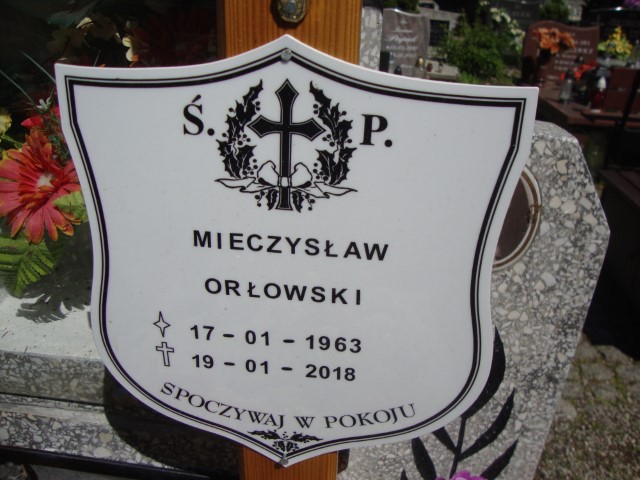 Ś. P.
MIECZYSŁAW
ORŁOWSKI
17-01-1963
19-01-2018
SPOCZYWAJ W POKOJU